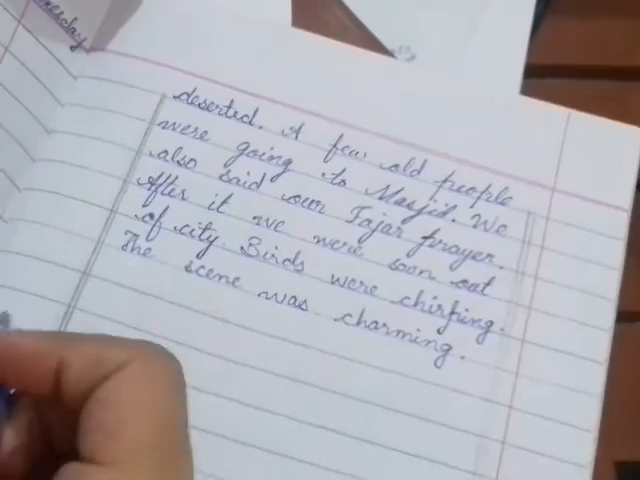 deserted. A few old people
were going to Masjid. We
also said our Fajar prayer.
After it we were soon out
of city. Birds were chirping.
The scene was charming.